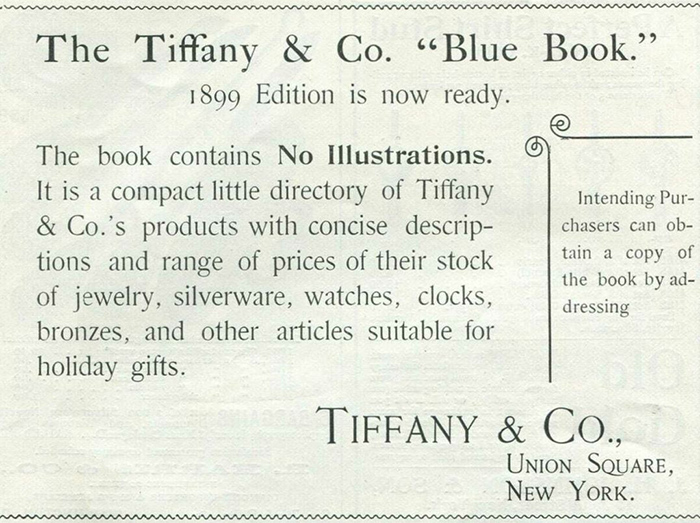 The Tiffany & Co. “Blue Book.”
1899 Edition is now ready.
The book contains No Illustrations.
It is a compact little directory of Tiffany
& Co.'s products with concise descrip-
tions and range of prices of their stock
of jewelry, silverware, watches, clocks,
bronzes, and other articles suitable for
holiday gifts.
Intending Pur-
chasers can ob-
tain a copy of
the book by ad-
dressing
TIFFANY & CO.,
UNION SQUARE,
NEW YORK.